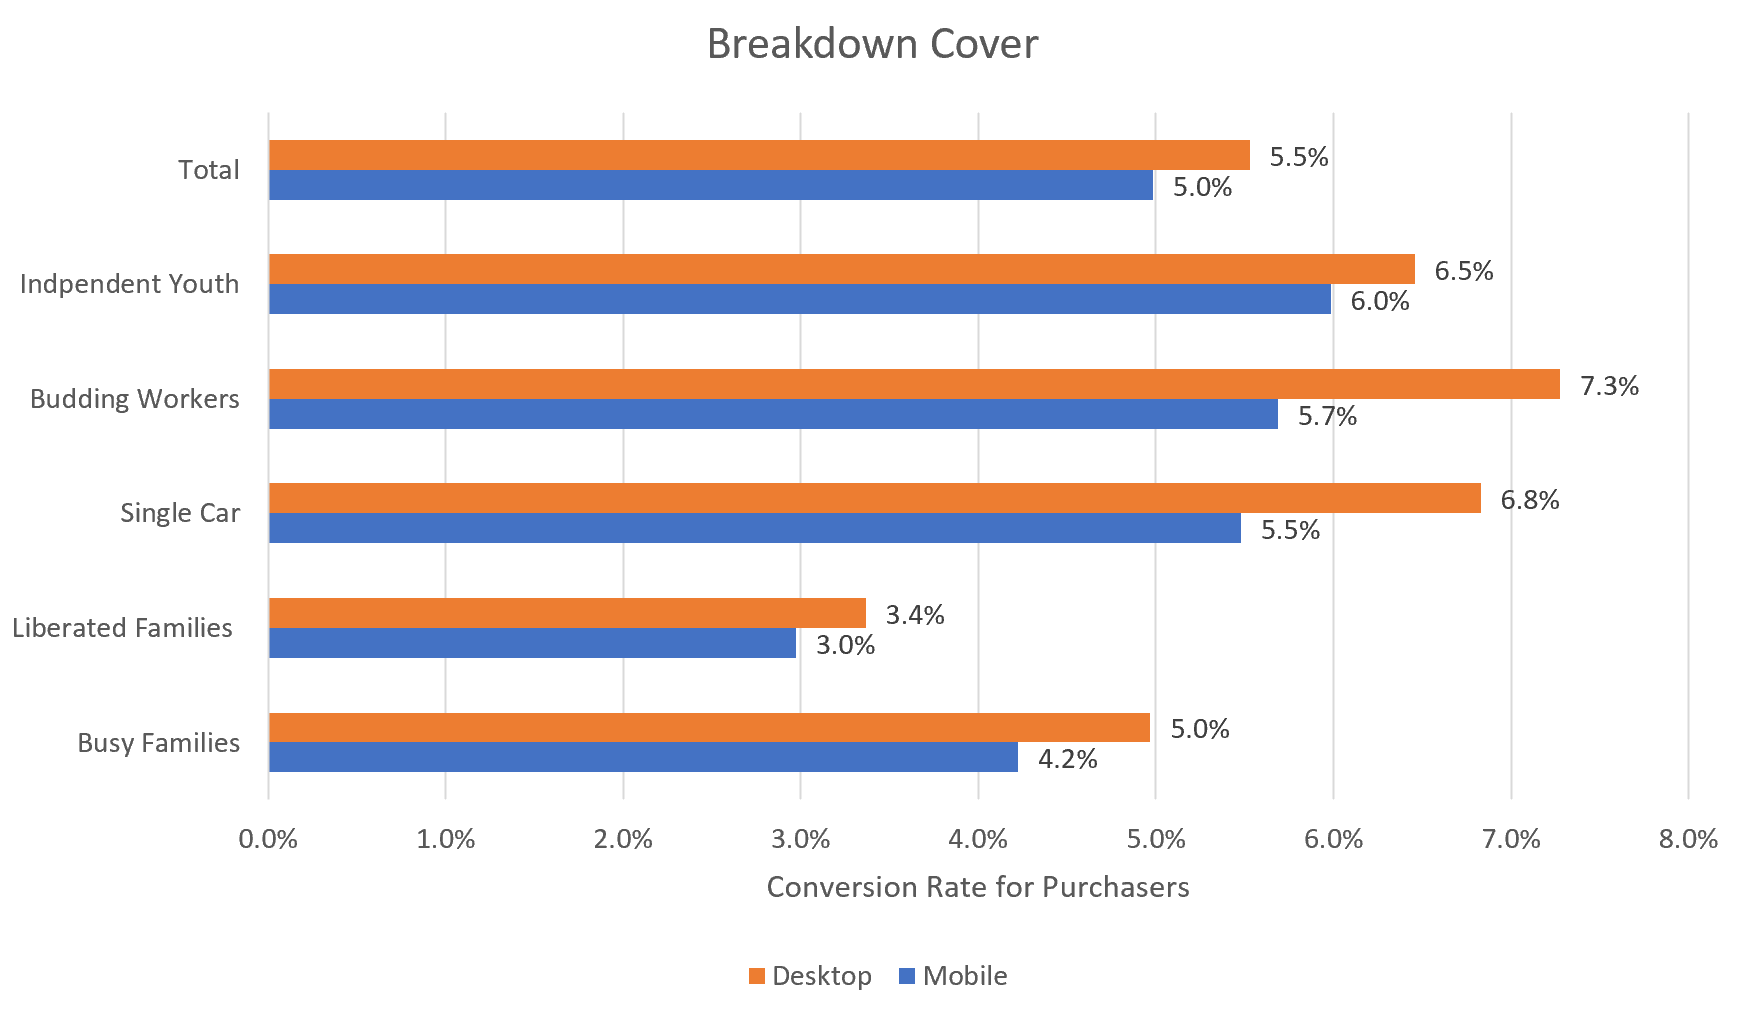 Breakdown Cover
Total
5.5%
5.0%
Indpendent Youth
6.5%
6.0%
Budding Workers
7.3%
5.7%
Single Car
6.8%
5.5%
Liberated Families
3.4%
3.0%
Busy Families
5.0%
4.2%
0.0% 1.0% 2.0% 3.0% 4.0% 5.0% 6.0% 7.0% 8.0%
Conversion Rate for Purchasers
Desktop Mobile